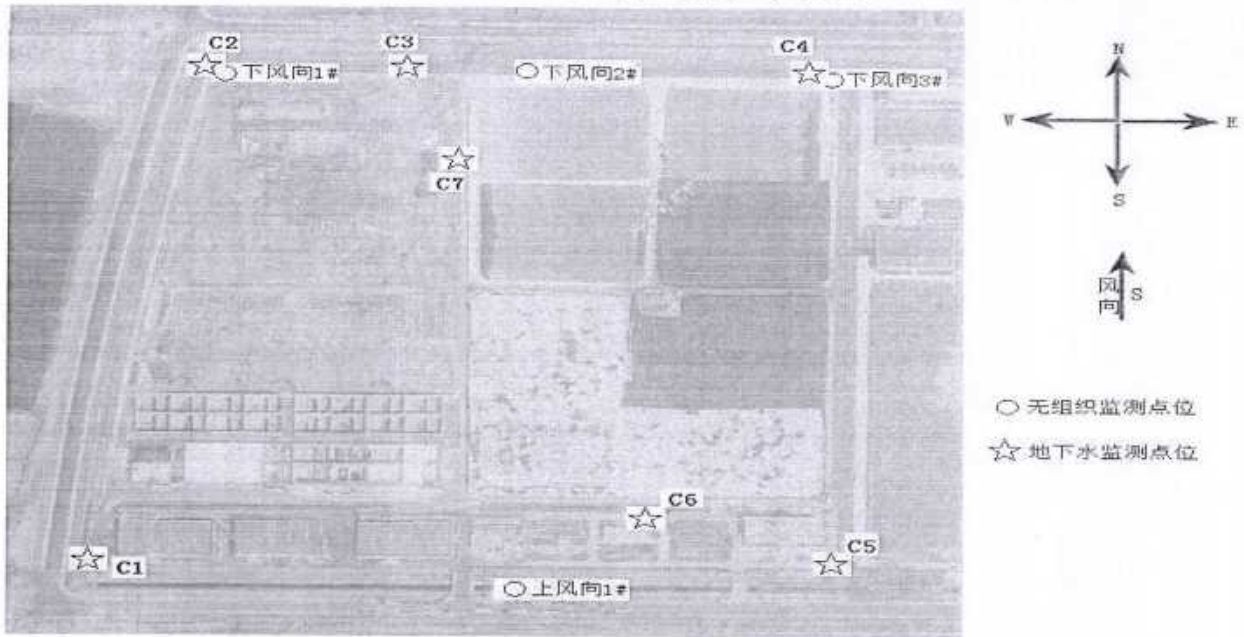 C2
C3
C4
下风向1#
下风向2#
下风向3#
C7
C6
C1
C5
上风向1#
N
W
E
S
风向
S
无组织监测点位
地下水监测点位